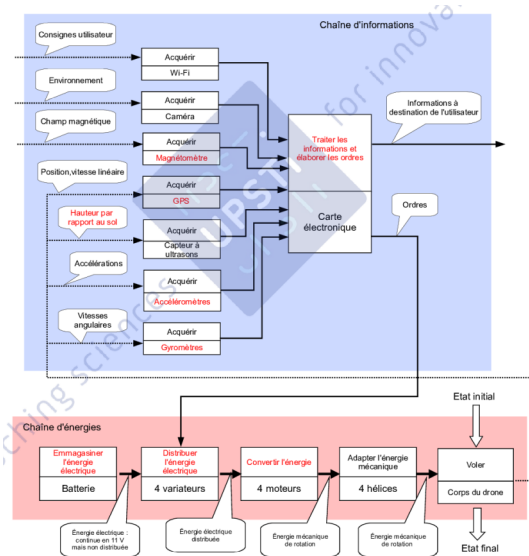 Chaîne d'informations
Consignes utilisateur
Acquérir
Wi-Fi
Environnement
Acquérir
Caméra
Informations à
destination de l'utilisateur
Champ magnétique
Acquérir
Magnétomètre
Traiter les
informations et
élaborer les ordres
Position,vitesse linéaire
Acquérir
GPS
Hauteur par
rapport au sol
Acquérir
Capteur à
ultrasons
Carte
électronique
Ordres
Accélérations
Acquérir
Accéléromètres
Vitesses
angulaires
Acquérir
Gyromètres
Etat initial
Chaîne d'énergies
Emmagasiner
l'énergie
électrique
Batterie
Distribuer
l'énergie
électrique
4 variateurs
Convertir l'énergie
4 moteurs
Adapter l'énergie
mécanique
4 hélices
Voler
Corps du drone
Énergie électrique :
continue en 11 V
mais non distribuée
Énergie électrique
distribuée
Énergie mécanique
de rotation
Énergie mécanique
de rotation
Etat final
UPSTI
for innova
ching sciences